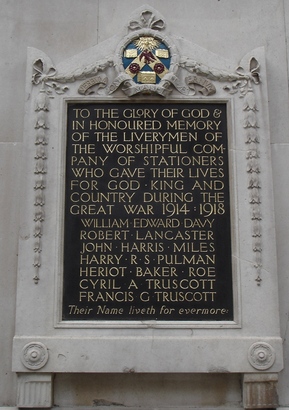 TO THE GLORY OF GOD &
IN HONOURED MEMORY
OF THE LIVERYMEN OF
THE WORSHIPFUL COM-
PANY OF STATIONERS
WHO GAVE THEIR LIVES
FOR GOD · KING AND
COUNTRY DURING THE
GREAT WAR 1914 : 1918
WILLIAM · EDWARD · DAVY
ROBERT · LANCASTER
JOHN · HARRIS · MILES
HARRY · R · S · PULMAN
HERIOT · BAKER · ROE
CYRIL A TRUSCOTT
FRANCIS G TRUSCOTT
Their Name liveth for evermore·